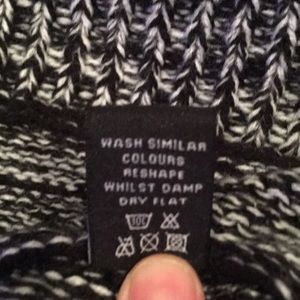 WASH SIMILAR
COLOURS
RESHAPE
WHILST DAMP
DRY FLAT